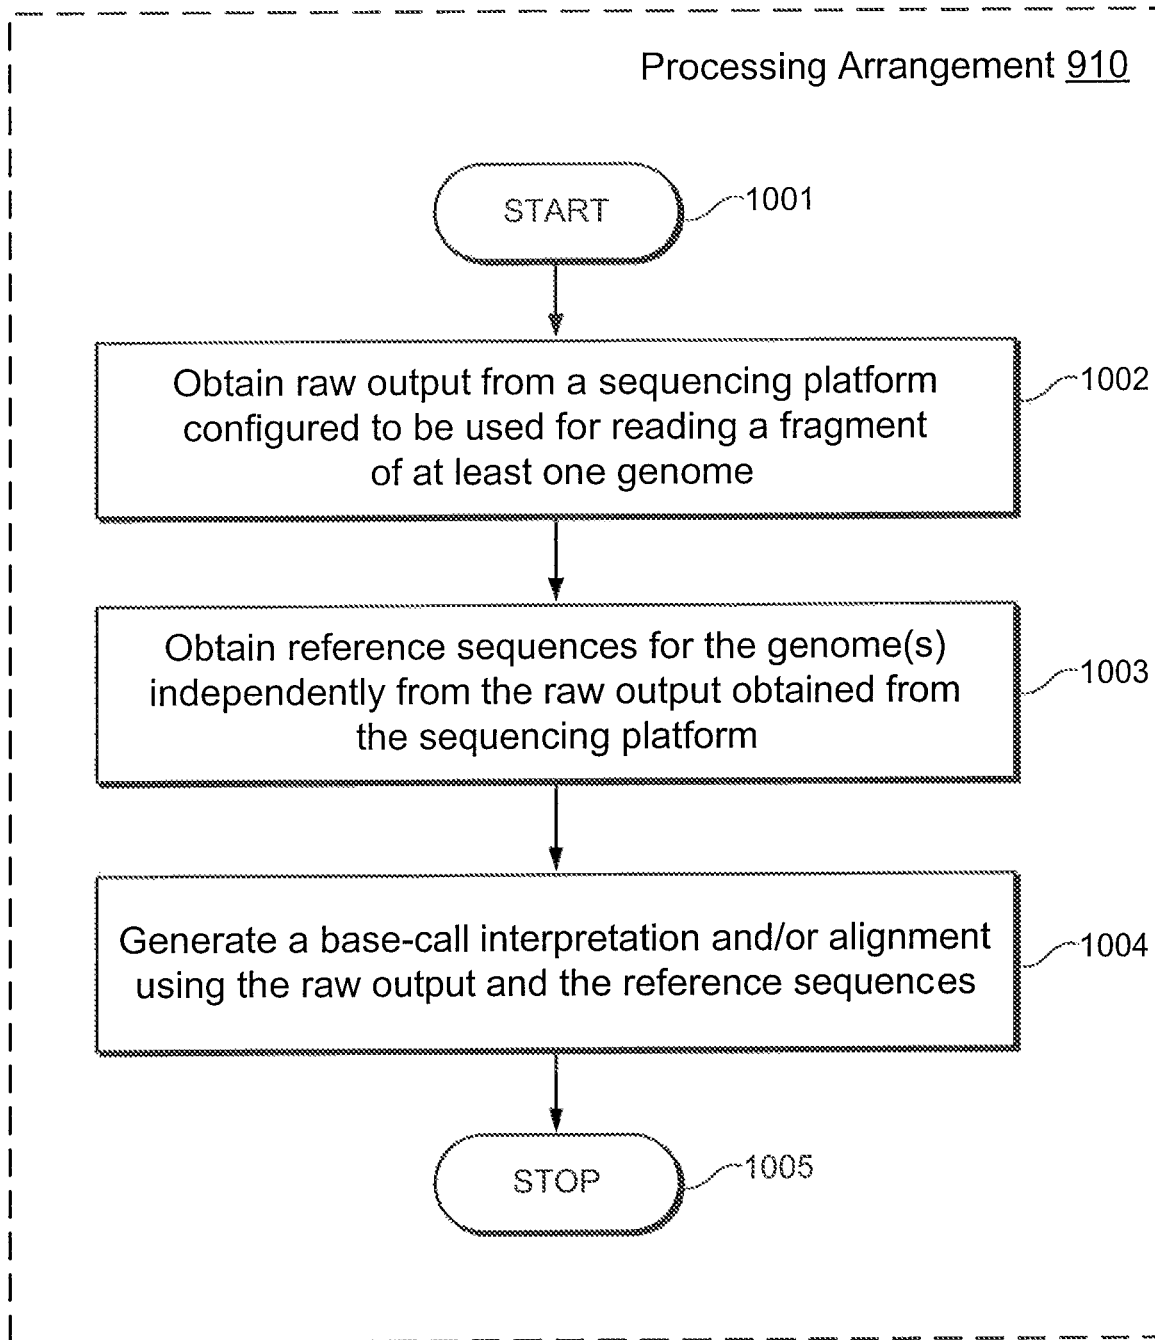 Processing Arrangement 910
START
1001
Obtain raw output from a sequencing platform
configured to be used for reading a fragment
of at least one genome
1002
Obtain reference sequences for the genome(s)
independently from the raw output obtained from
the sequencing platform
1003
Generate a base-call interpretation and/or alignment
using the raw output and the reference sequences
1004
STOP
1005